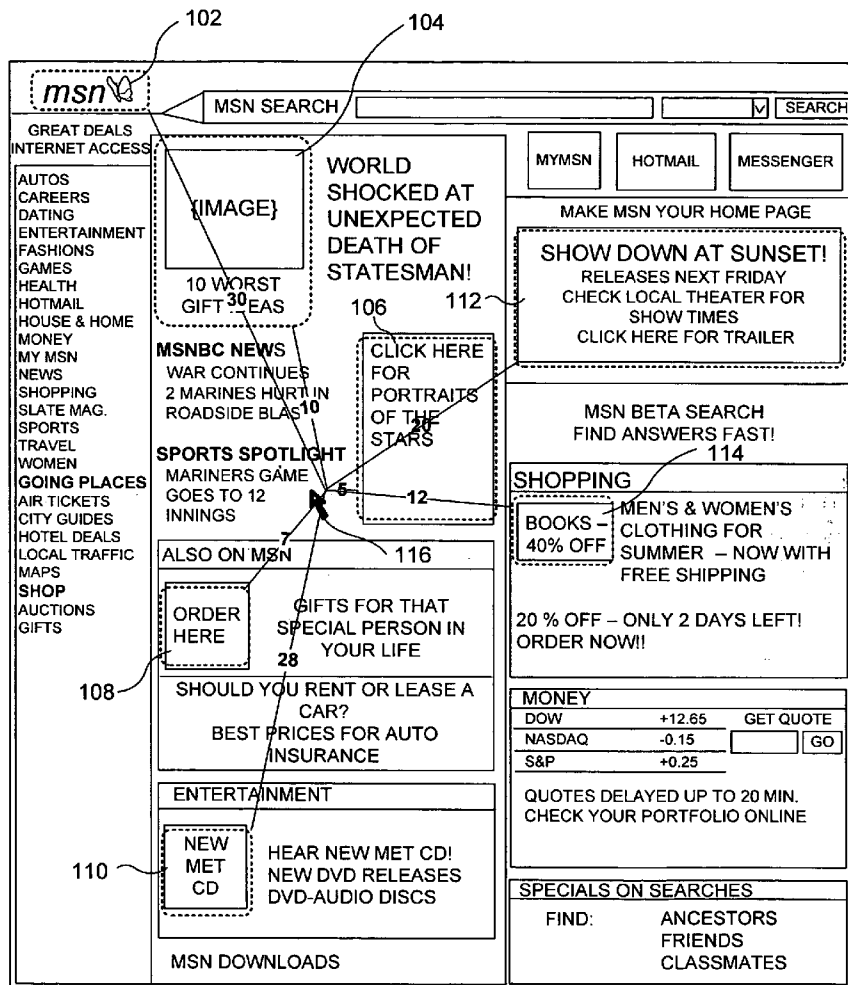 102
104
msn
MSN SEARCH
SEARCH
GREAT DEALS
INTERNET ACCESS
AUTOS
CAREERS
DATING
ENTERTAINMENT
FASHIONS
GAMES
HEALTH
HOTMAIL
HOUSE & HOME
MONEY
MY MSN
NEWS
SHOPPING
SLATE MAG.
SPORTS
TRAVEL
WOMEN
GOING PLACES
AIR TICKETS
CITY GUIDES
HOTEL DEALS
LOCAL TRAFFIC
MAPS
SHOP
AUCTIONS
GIFTS
{IMAGE}
10 WORST
GIFT IDEAS
30
WORLD
SHOCKED AT
UNEXPECTED
DEATH OF
STATESMAN!
106
MSNBC NEWS
WAR CONTINUES
2 MARINES HURT IN
ROADSIDE BLAST
10
CLICK HERE
FOR
PORTRAITS
OF THE
STARS
20
SPORTS SPOTLIGHT
MARINERS GAME
GOES TO 12
INNINGS
5
12
7
116
ALSO ON MSN
ORDER
HERE
GIFTS FOR THAT
SPECIAL PERSON IN
YOUR LIFE
28
108
SHOULD YOU RENT OR LEASE A
CAR?
BEST PRICES FOR AUTO
INSURANCE
ENTERTAINMENT
NEW
MET
CD
110
HEAR NEW MET CD!
NEW DVD RELEASES
DVD-AUDIO DISCS
MSN DOWNLOADS
MYMSN
HOTMAIL
MESSENGER
MAKE MSN YOUR HOME PAGE
112
SHOW DOWN AT SUNSET!
RELEASES NEXT FRIDAY
CHECK LOCAL THEATER FOR
SHOW TIMES
CLICK HERE FOR TRAILER
MSN BETA SEARCH
FIND ANSWERS FAST!
114
SHOPPING
BOOKS –
40% OFF
MEN'S & WOMEN'S
CLOTHING FOR
SUMMER – NOW WITH
FREE SHIPPING
20 % OFF – ONLY 2 DAYS LEFT!
ORDER NOW!!
MONEY
DOW +12.65 GET QUOTE
NASDAQ -0.15 GO
S&P +0.25
QUOTES DELAYED UP TO 20 MIN.
CHECK YOUR PORTFOLIO ONLINE
SPECIALS ON SEARCHES
FIND: ANCESTORS
FRIENDS
CLASSMATES